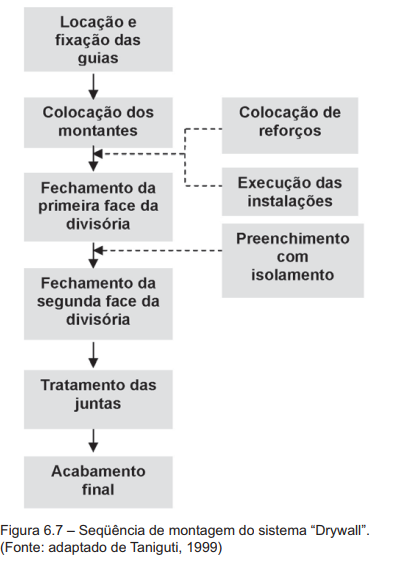 Locação e
fixação das
guias
Colocação dos
montantes
Colocação de
reforços
Execução das
instalações
Fechamento da
primeira face da
divisória
Preenchimento
com
isolamento
Fechamento da
segunda face da
divisória
Tratamento das
juntas
Acabamento
final
Figura 6.7 – Seqüência de montagem do sistema “Drywall”.
(Fonte: adaptado de Taniguti, 1999)